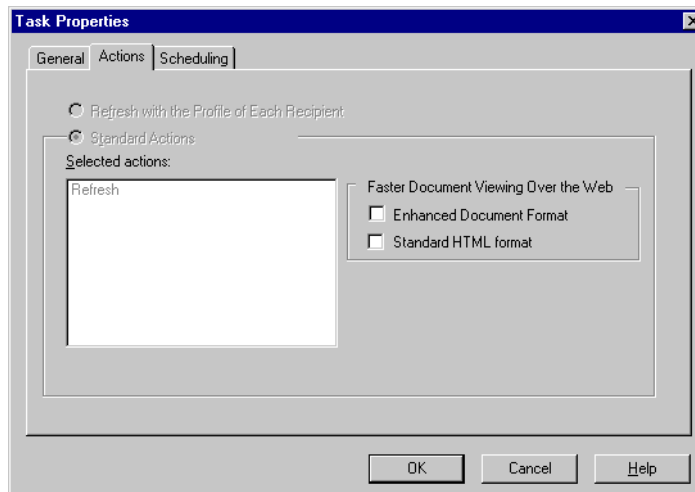 Task Properties
General
Actions
Scheduling
Refresh with the Profile of Each Recipient
Standard Actions
Selected actions:
Refresh
Faster Document Viewing Over the Web
Enhanced Document Format
Standard HTML format
OK
Cancel
Help